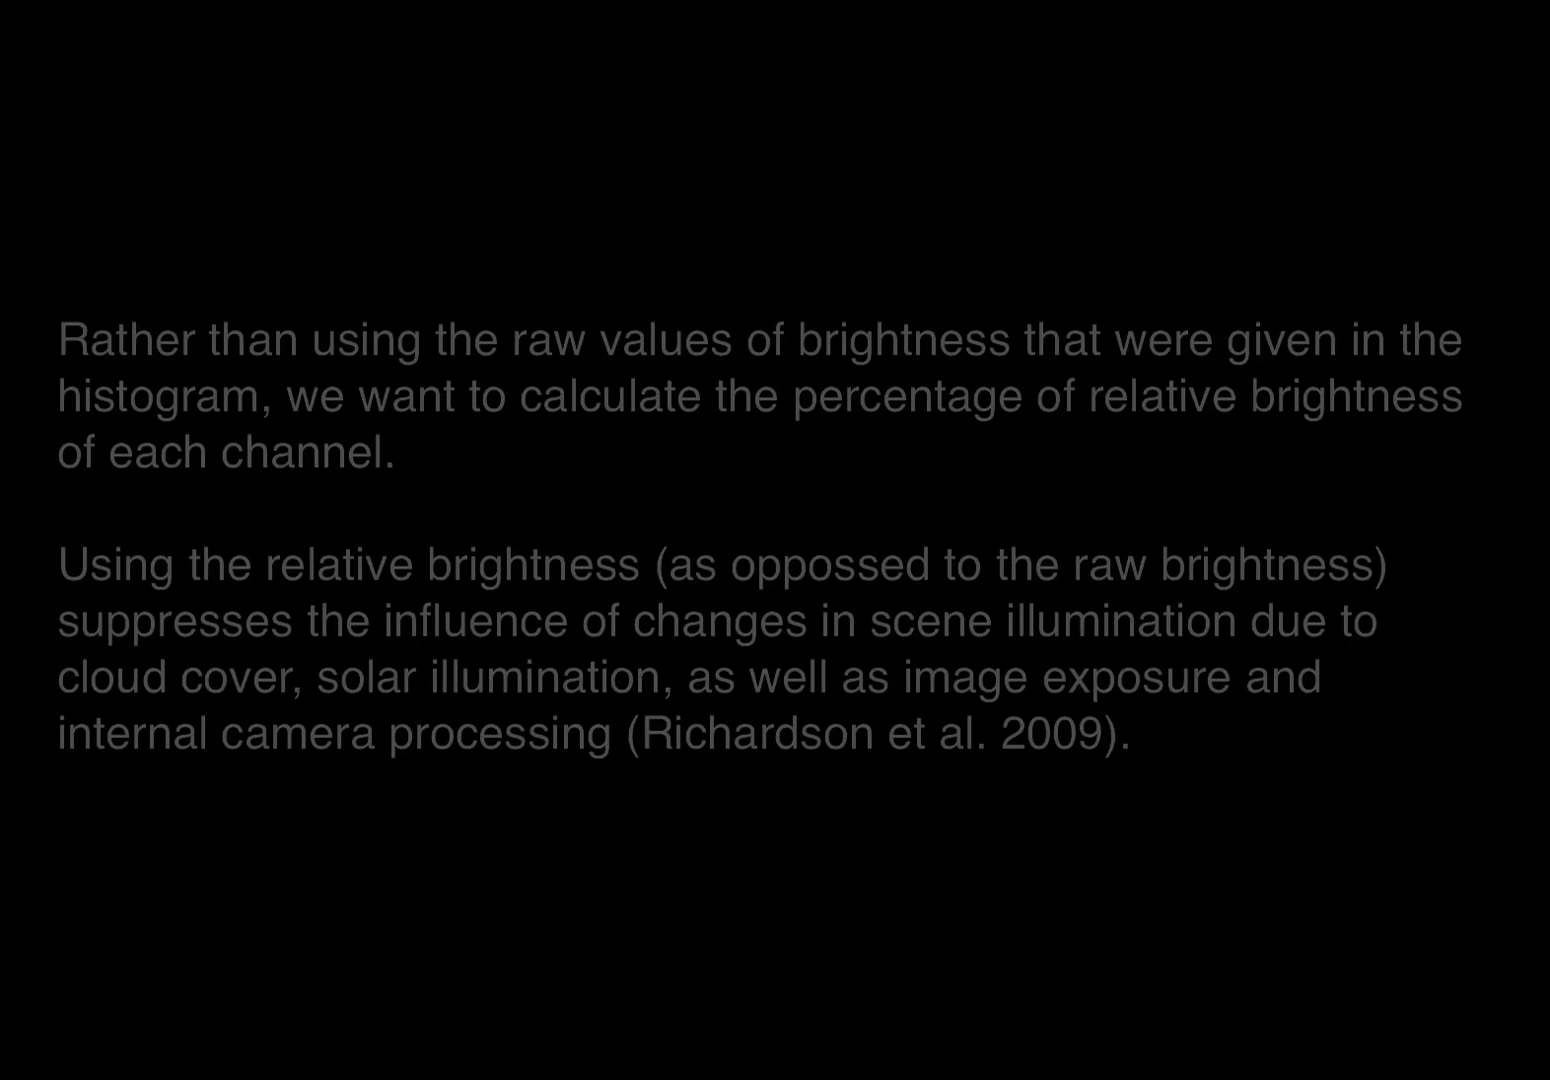 Rather than using the raw values of brightness that were given in the
histogram, we want to calculate the percentage of relative brightness
of each channel.
Using the relative brightness (as oppossed to the raw brightness)
suppresses the influence of changes in scene illumination due to
cloud cover, solar illumination, as well as image exposure and
internal camera processing (Richardson et al. 2009).